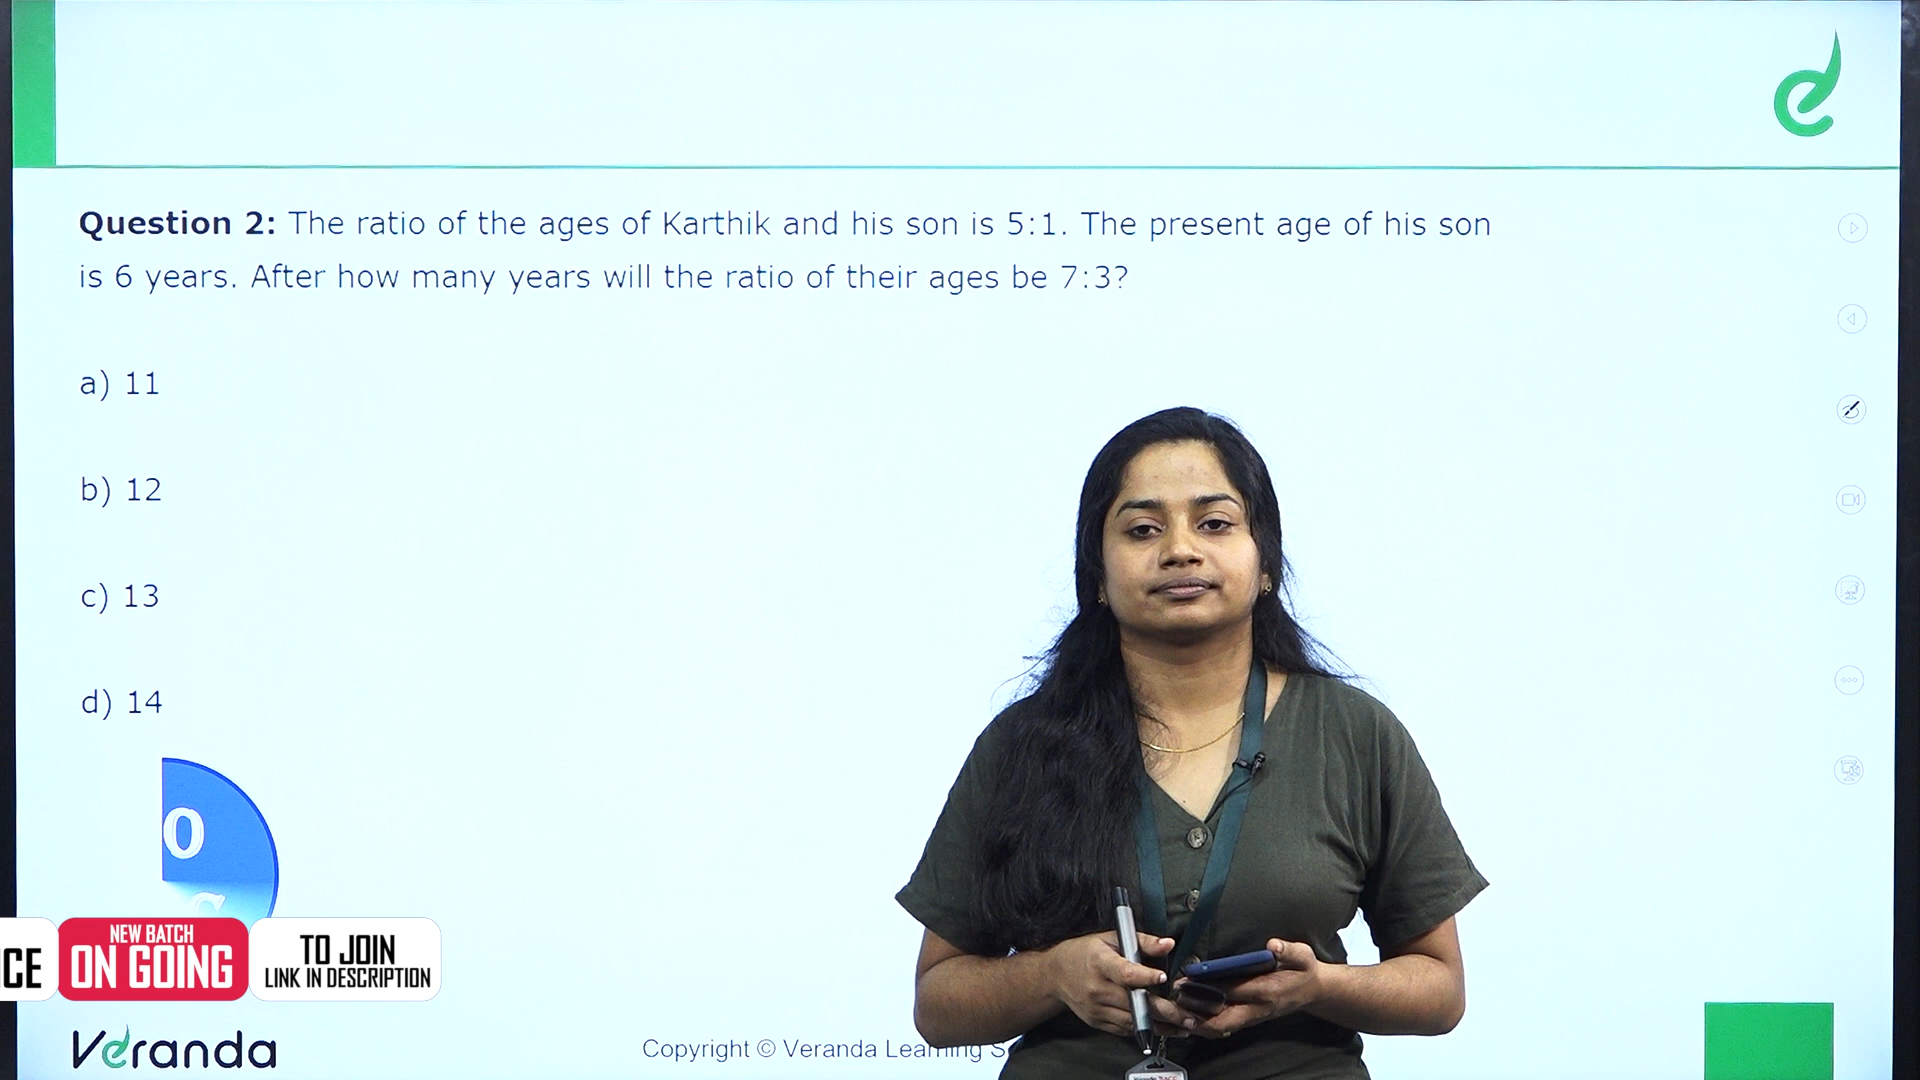 Question 2: The ratio of the ages of Karthik and his son is 5:1. The present age of his son
is 6 years. After how many years will the ratio of their ages be 7:3?
a) 11
b) 12
c) 13
d) 14
O
CE
NEW BATCH
ON GOING
TO JOIN
LINK IN DESCRIPTION
Veranda
Copyright © Veranda Learning S